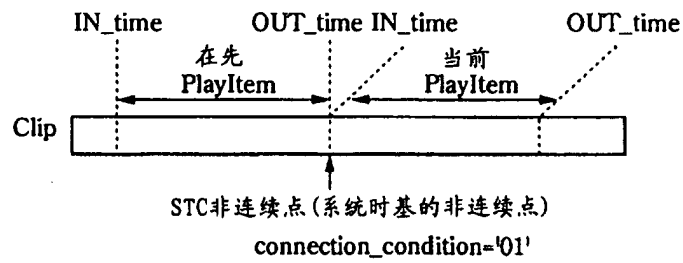 IN_time OUT_time IN_time OUT_time
在先 当前
PlayItem PlayItem
Clip
STC非连续点(系统时基的非连续点)
connection_condition='01'